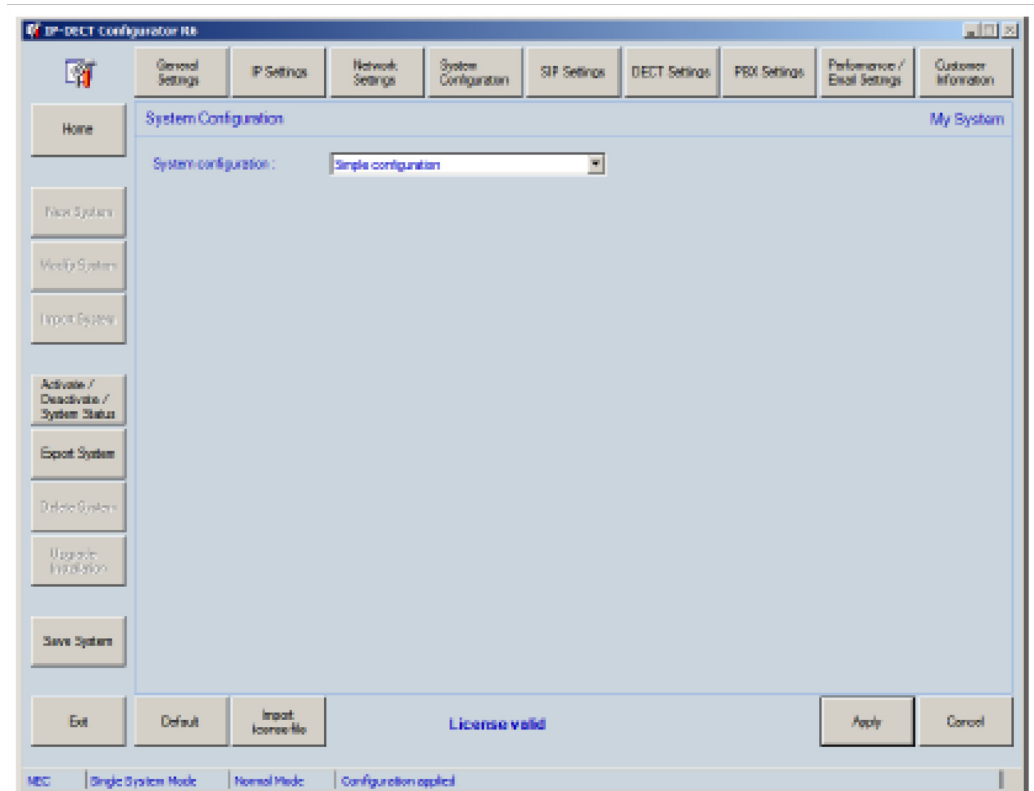 IP-DECT Configurator R6
General
Settings
IP Settings
Network
Settings
System
Configuration
SIP Settings
DECT Settings
PBX Settings
Performance /
Email Settings
Customer
Information
Home
System Configuration
My System
System configuration :
Simple configuration
New System
Modify System
Import System
Activate /
Deactivate /
System Status
Export System
Delete System
Upgrade
Installation
Save System
Exit
Default
Import
license file
License valid
Apply
Cancel
NEC
Single System Mode
Normal Mode
Configuration applied